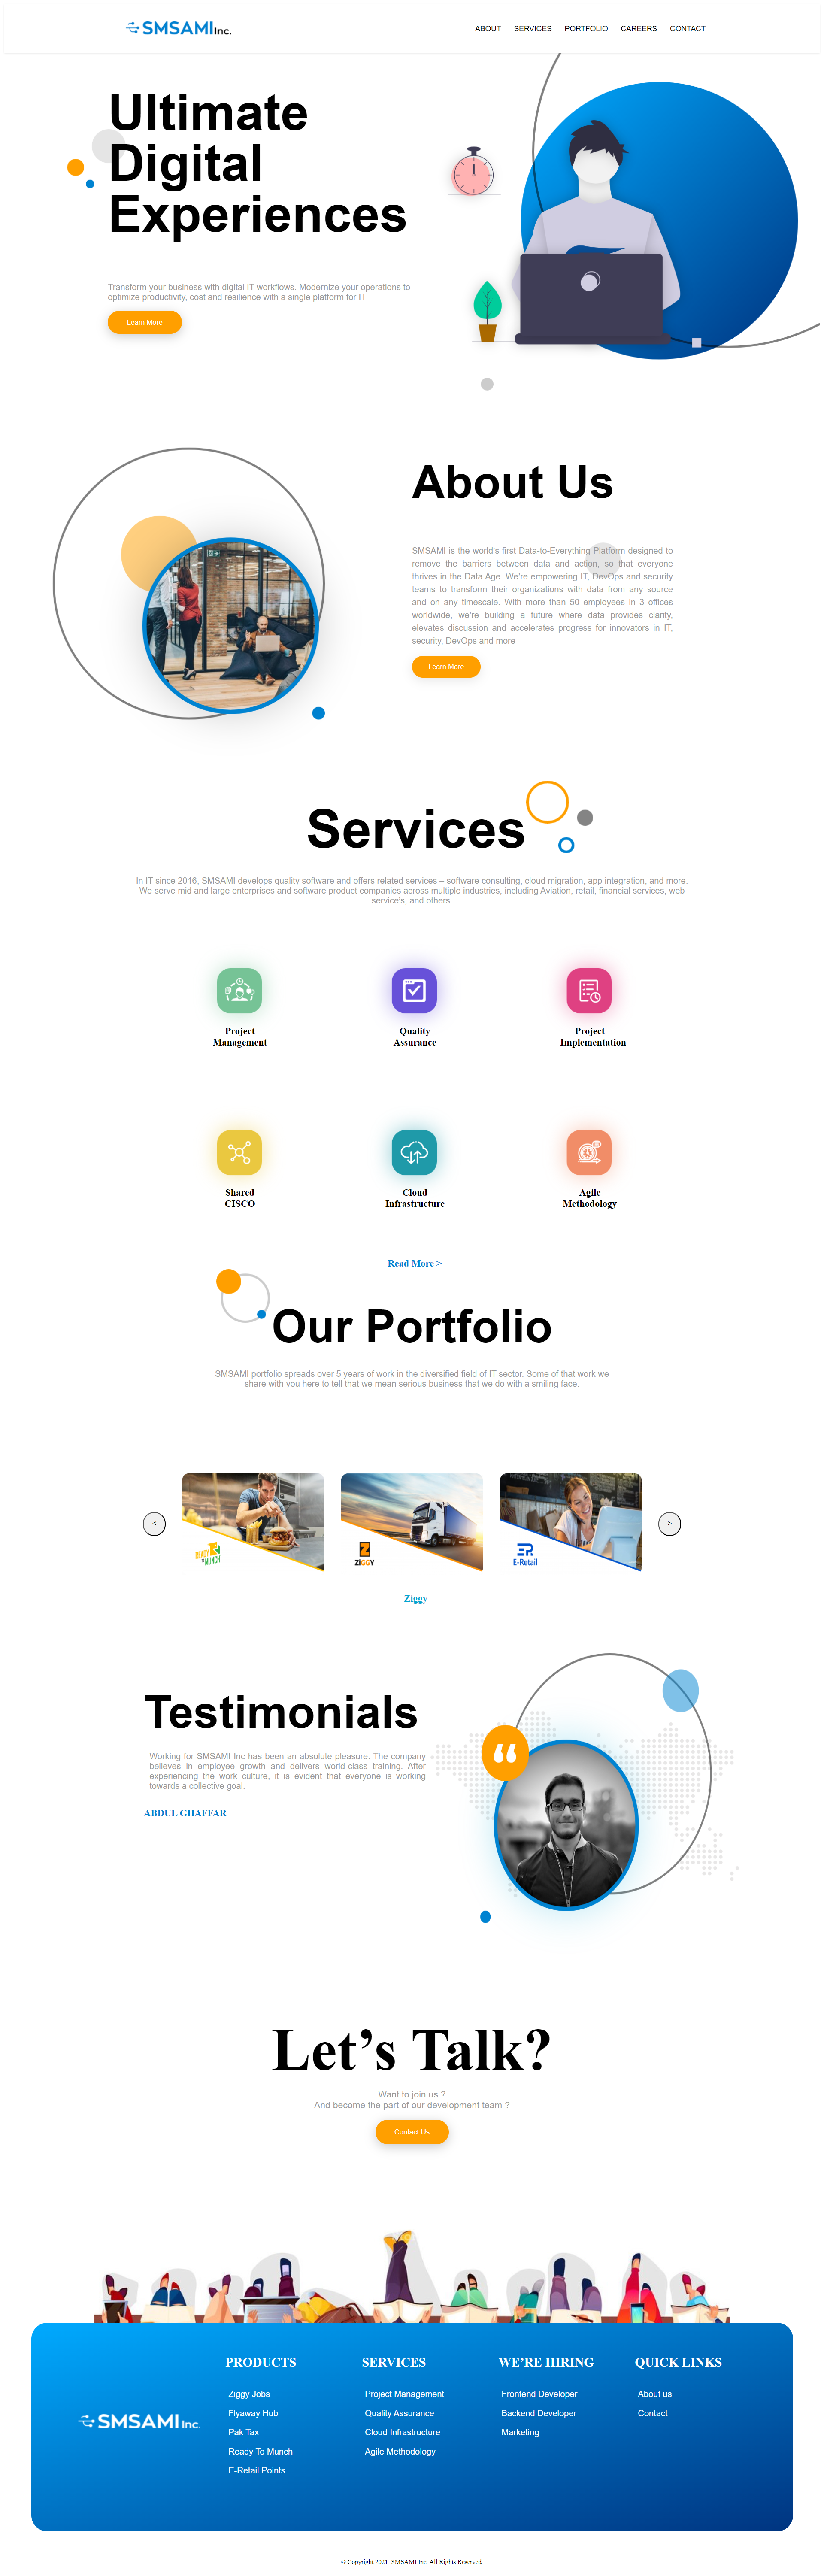 SMSAMI Inc.
ABOUT SERVICES PORTFOLIO CAREERS CONTACT
Ultimate
Digital
Experiences
Transform your business with digital IT workflows. Modernize your operations to
optimize productivity, cost and resilience with a single platform for IT
Learn More
About Us
SMSAMI is the world's first Data-to-Everything Platform designed to
remove the barriers between data and action, so that everyone
thrives in the Data Age. We're empowering IT, DevOps and security
teams to transform their organizations with data from any source
and on any timescale. With more than 50 employees in 3 offices
worldwide, we're building a future where data provides clarity,
elevates discussion and accelerates progress for innovators in IT,
security, DevOps and more
Learn More
Services
In IT since 2016, SMSAMI develops quality software and offers related services – software consulting, cloud migration, app integration, and more.
We serve mid and large enterprises and software product companies across multiple industries, including Aviation, retail, financial services, web
service's, and others.
Project
Management
Quality
Assurance
Project
Implementation
Shared
CISCO
Cloud
Infrastructure
Agile
Methodology
Read More >
Our Portfolio
SMSAMI portfolio spreads over 5 years of work in the diversified field of IT sector. Some of that work we
share with you here to tell that we mean serious business that we do with a smiling face.
<
READY
TO
MUNCH
ZiGGY
E-Retail
>
Ziggy
Testimonials
Working for SMSAMI Inc has been an absolute pleasure. The company
believes in employee growth and delivers world-class training. After
experiencing the work culture, it is evident that everyone is working
towards a collective goal.
ABDUL GHAFFAR
Let's Talk?
Want to join us ?
And become the part of our development team ?
Contact Us
SMSAMI Inc.
PRODUCTS
Ziggy Jobs
Flyaway Hub
Pak Tax
Ready To Munch
E-Retail Points
SERVICES
Project Management
Quality Assurance
Cloud Infrastructure
Agile Methodology
WE'RE HIRING
Frontend Developer
Backend Developer
Marketing
QUICK LINKS
About us
Contact
© Copyright 2021. SMSAMI Inc. All Rights Reserved.